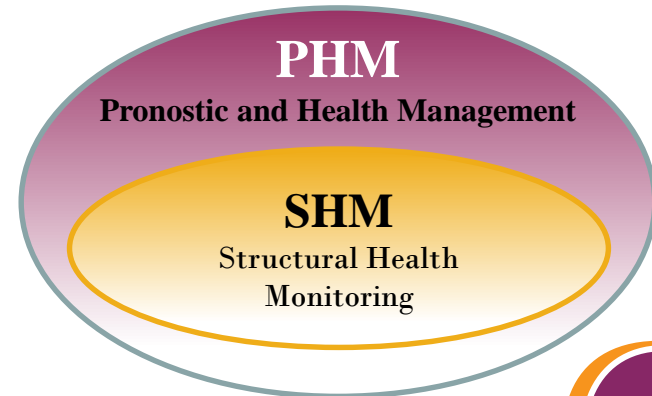 PHM
Pronostic and Health Management
SHM
Structural Health
Monitoring